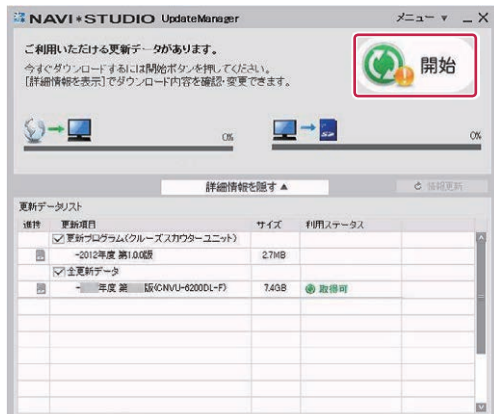 NAVI*STUDIO UpdateManager メニュー
ご利用いただける更新データがあります。
今すぐダウンロードするには開始ボタンを押してください。
[詳細情報を表示]でダウンロード内容を確認・変更できます。
開始
0% 0%
詳細情報を隠す ▲ 情報更新
更新データリスト
進捗 更新項目 サイズ 利用ステータス
更新プログラム(クルーズスカウターユニット)
-2012年度 第1.0.0版 2.7MB
全更新データ
- 年度 第 版(CNVU-6200DL-F) 7.4GB 取得可